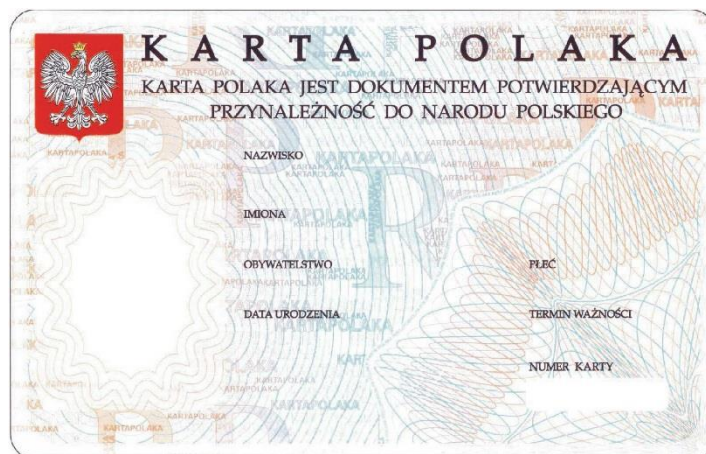 KARTA POLAKA
KARTA POLAKA JEST DOKUMENTEM POTWIERDZAJĄCYM
PRZYNALEŻNOŚĆ DO NARODU POLSKIEGO
NAZWISKO
IMIONA
OBYWATELSTWO PŁEĆ
DATA URODZENIA TERMIN WAŻNOŚCI
NUMER KARTY